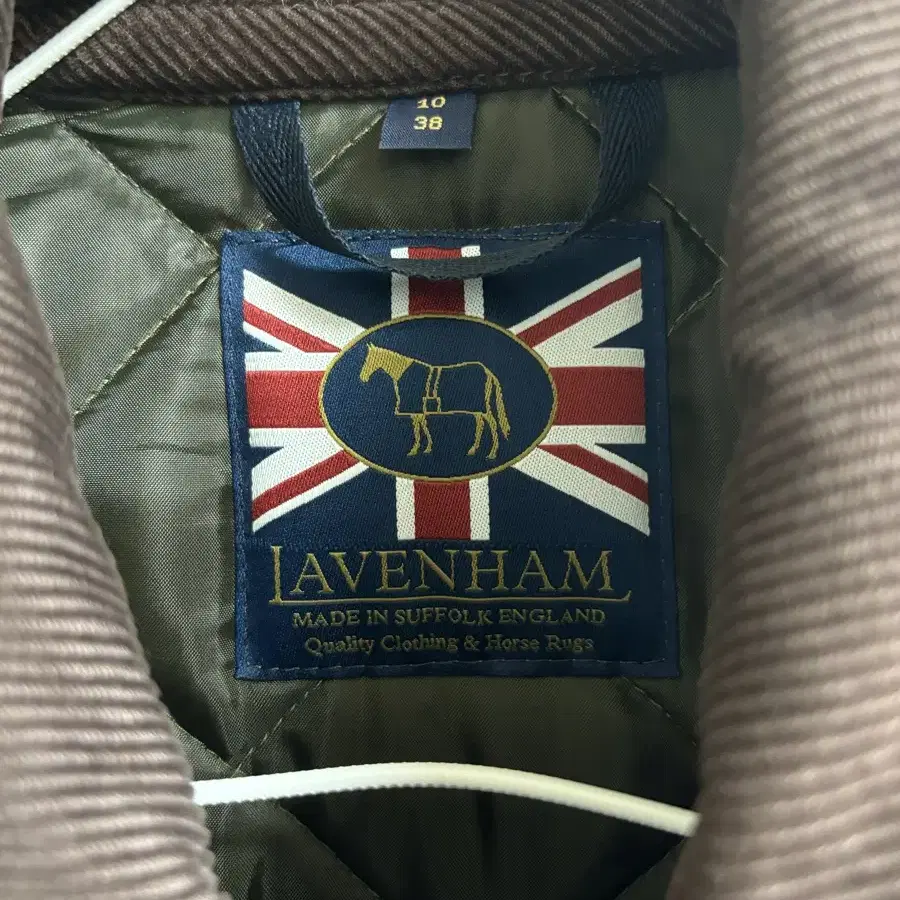 10
38
LAVENHAM
MADE IN SUFFOLK ENGLAND
Quality Clothing & Horse Rugs